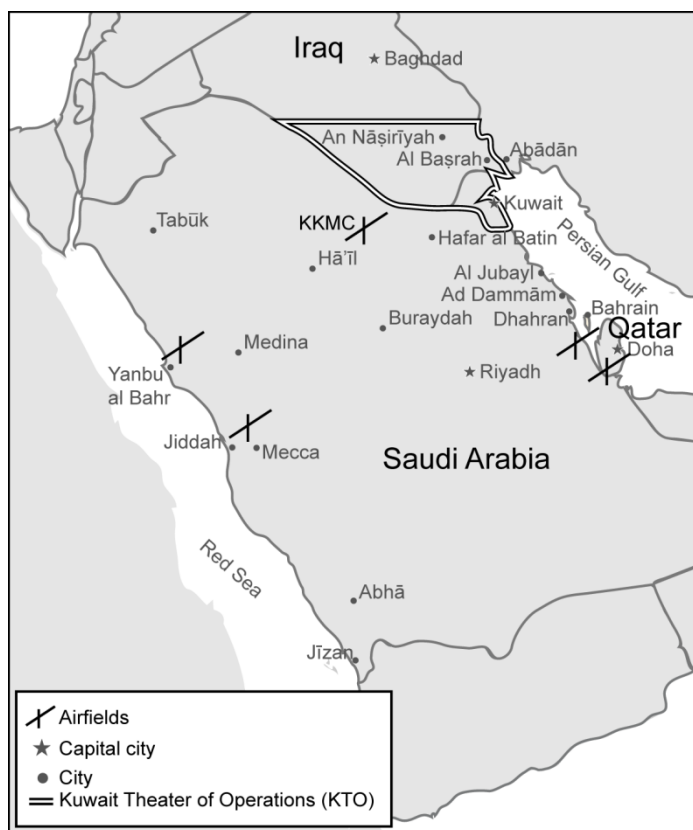 Iraq
Baghdad
An Nāṣirīyah
Al Baṣrah
Abādān
Kuwait
Tabūk
KKMC
Hafar al Batin
Persian Gulf
Hā'īl
Al Jubayl
Ad Dammām
Bahrain
Dhahran
Qatar
Buraydah
Medina
Doha
Yanbu
al Bahr
Riyadh
Jiddah
Mecca
Saudi Arabia
Red Sea
Abhā
Jīzan
Airfields
Capital city
City
Kuwait Theater of Operations (KTO)